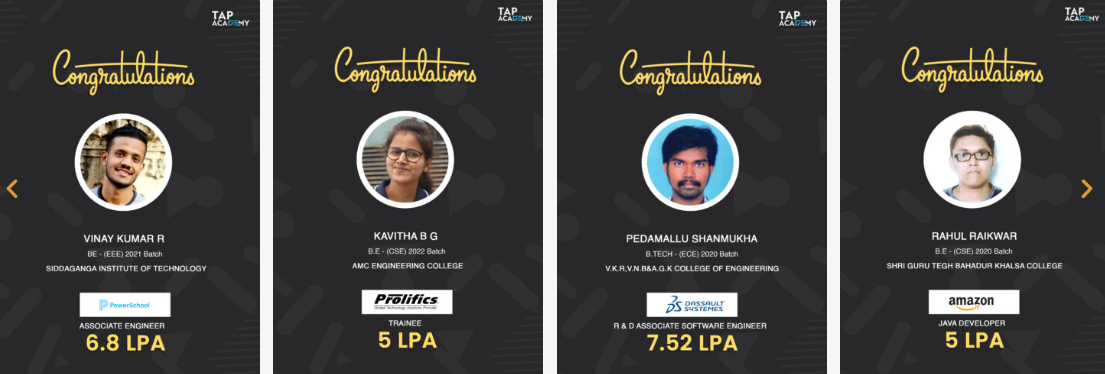 TAP
ACADEMY
Congratulations
VINAY KUMAR R
BE - (EEE) 2021 Batch
SIDDAGANGA INSTITUTE OF TECHNOLOGY
PowerSchool
ASSOCIATE ENGINEER
6.8 LPA
TAP
ACADEMY
Congratulations
KAVITHA B G
B.E - (CSE) 2022 Batch
AMC ENGINEERING COLLEGE
Prolifics
TRAINEE
5 LPA
TAP
ACADEMY
Congratulations
PEDAMALLU SHANMUKHA
B.TECH - (ECE) 2020 Batch
V.K.R,V.N.B&A.G.K COLLEGE OF ENGINEERING
DASSAULT
SYSTEMES
R & D ASSOCIATE SOFTWARE ENGINEER
7.52 LPA
TAP
ACADEMY
Congratulations
RAHUL RAIKWAR
B.E - (CSE) 2020 Batch
SHRI GURU TEGH BAHADUR KHALSA COLLEGE
amazon
JAVA DEVELOPER
5 LPA